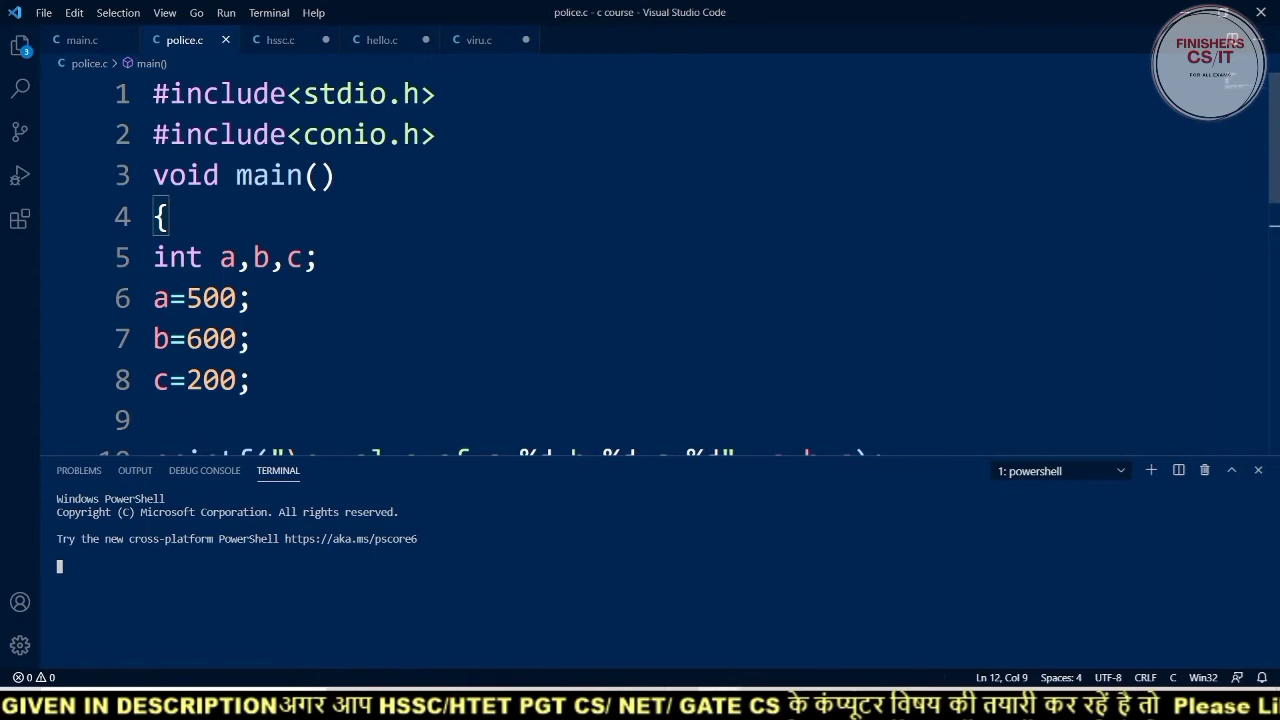 File Edit Selection View Go Run Terminal Help police.c - c course - Visual Studio Code
main.c police.c hssc.c hello.c viru.c
FINISHERS
CS/IT
FOR ALL EXAMS
police.c > main()
3
1 #include<stdio.h>
2 #include<conio.h>
3 void main()
4 {
5 int a,b,c;
6 a=500;
7 b=600;
8 c=200;
9
PROBLEMS OUTPUT DEBUG CONSOLE TERMINAL 1: powershell
Windows PowerShell
Copyright (C) Microsoft Corporation. All rights reserved.
Try the new cross-platform PowerShell https://aka.ms/pscore6
0 0 Ln 12, Col 9 Spaces: 4 UTF-8 CRLF C Win32
GIVEN IN DESCRIPTIONअगर आप HSSC/HTET PGT CS/ NET/ GATE CS के कंप्यूटर विषय की तयारी कर रहें है तो Please Li